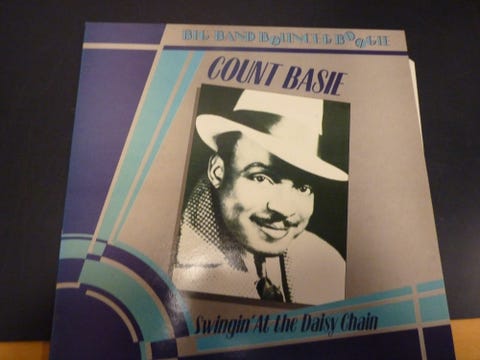 BIG BAND BOUNCE & BOOGIE
COUNT BASIE
Swingin' At the Daisy Chain